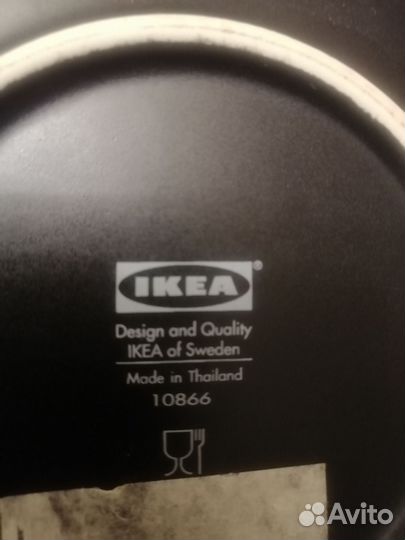 IKEA®
Design and Quality
IKEA of Sweden
Made in Thailand
10866
Avito